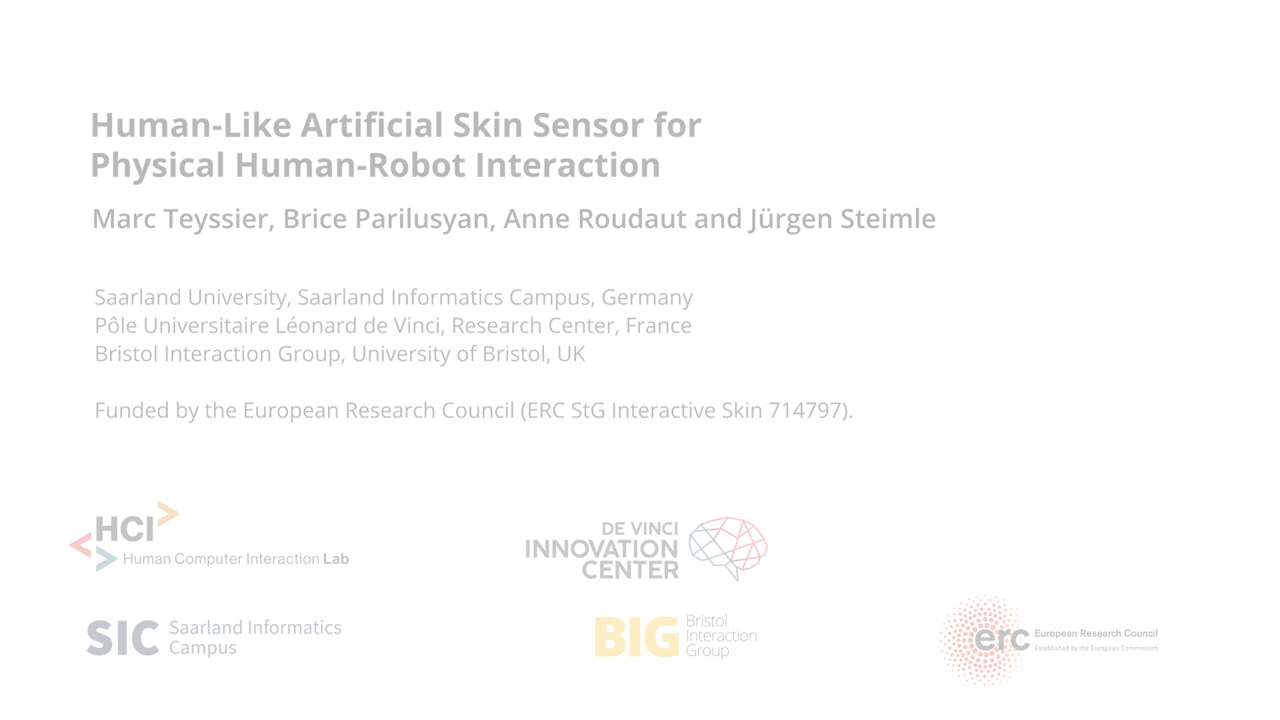 Human-Like Artificial Skin Sensor for
Physical Human-Robot Interaction
Marc Teyssier, Brice Parilusyan, Anne Roudaut and Jürgen Steimle
Saarland University, Saarland Informatics Campus, Germany
Pôle Universitaire Léonard de Vinci, Research Center, France
Bristol Interaction Group, University of Bristol, UK
Funded by the European Research Council (ERC StG Interactive Skin 714797).
HCI
Human Computer Interaction Lab
DE VINCI
INNOVATION
CENTER
SIC
Saarland Informatics
Campus
BIG
Bristol
Interaction
Group
erc
European Research Council
Established by the European Commission